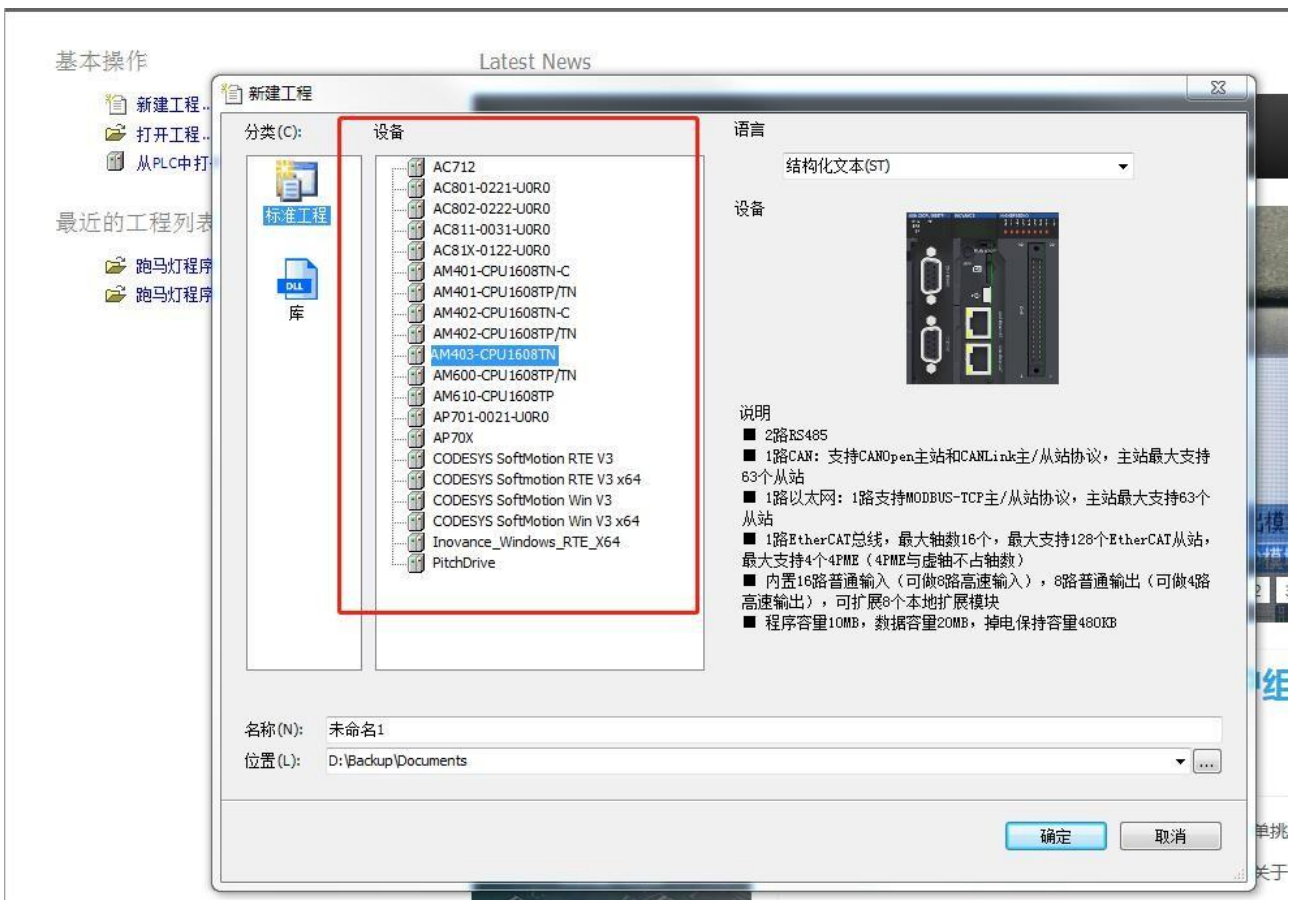 基本操作
Latest News
新建工程..
打开工程..
从PLC中打
最近的工程列表
跑马灯程序
跑马灯程序
新建工程
分类(C):
标准工程
DLL
库
设备
AC712
AC801-0221-U0R0
AC802-0222-U0R0
AC811-0031-U0R0
AC81X-0122-U0R0
AM401-CPU1608TN-C
AM401-CPU1608TP/TN
AM402-CPU1608TN-C
AM402-CPU1608TP/TN
AM403-CPU1608TN
AM600-CPU1608TP/TN
AM610-CPU1608TP
AP701-0021-U0R0
AP70X
CODESYS SoftMotion RTE V3
CODESYS Softmotion RTE V3 x64
CODESYS SoftMotion Win V3
CODESYS SoftMotion Win V3 x64
Inovance_Windows_RTE_X64
PitchDrive
语言
结构化文本(ST)
设备
说明
■ 2路RS485
■ 1路CAN: 支持CANOpen主站和CANLink主/从站协议，主站最大支持
63个从站
■ 1路以太网: 1路支持MODBUS-TCP主/从站协议，主站最大支持63个
从站
■ 1路EtherCAT总线，最大轴数16个，最大支持128个EtherCAT从站，
最大支持4个4PME（4PME与虚轴不占轴数）
■ 内置16路普通输入（可做8路高速输入），8路普通输出（可做4路
高速输出），可扩展8个本地扩展模块
■ 程序容量10MB，数据容量20MB，掉电保持容量480KB
名称(N):
未命名1
位置(L):
D:\Backup\Documents
...
确定
取消
组
单挑
关于